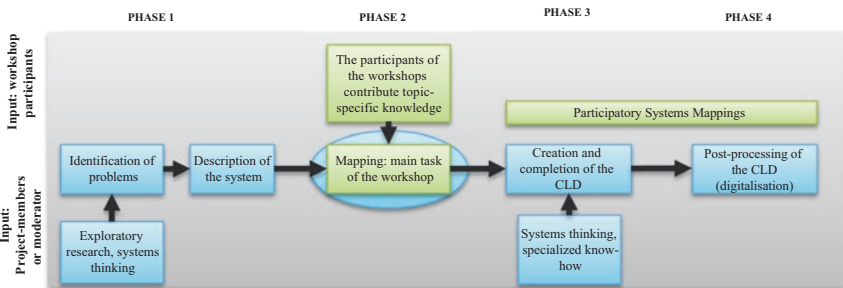 PHASE 1
PHASE 2
PHASE 3
PHASE 4
Input: workshop
participants
The participants of
the workshops
contribute topic-
specific knowledge
Participatory Systems Mappings
Identification of
problems
Description of
the system
Mapping: main task
of the workshop
Creation and
completion of the
CLD
Post-processing of
the CLD
(digitalisation)
Input:
Project-members
or moderator
Exploratory
research, systems
thinking
Systems thinking,
specialized know-
how